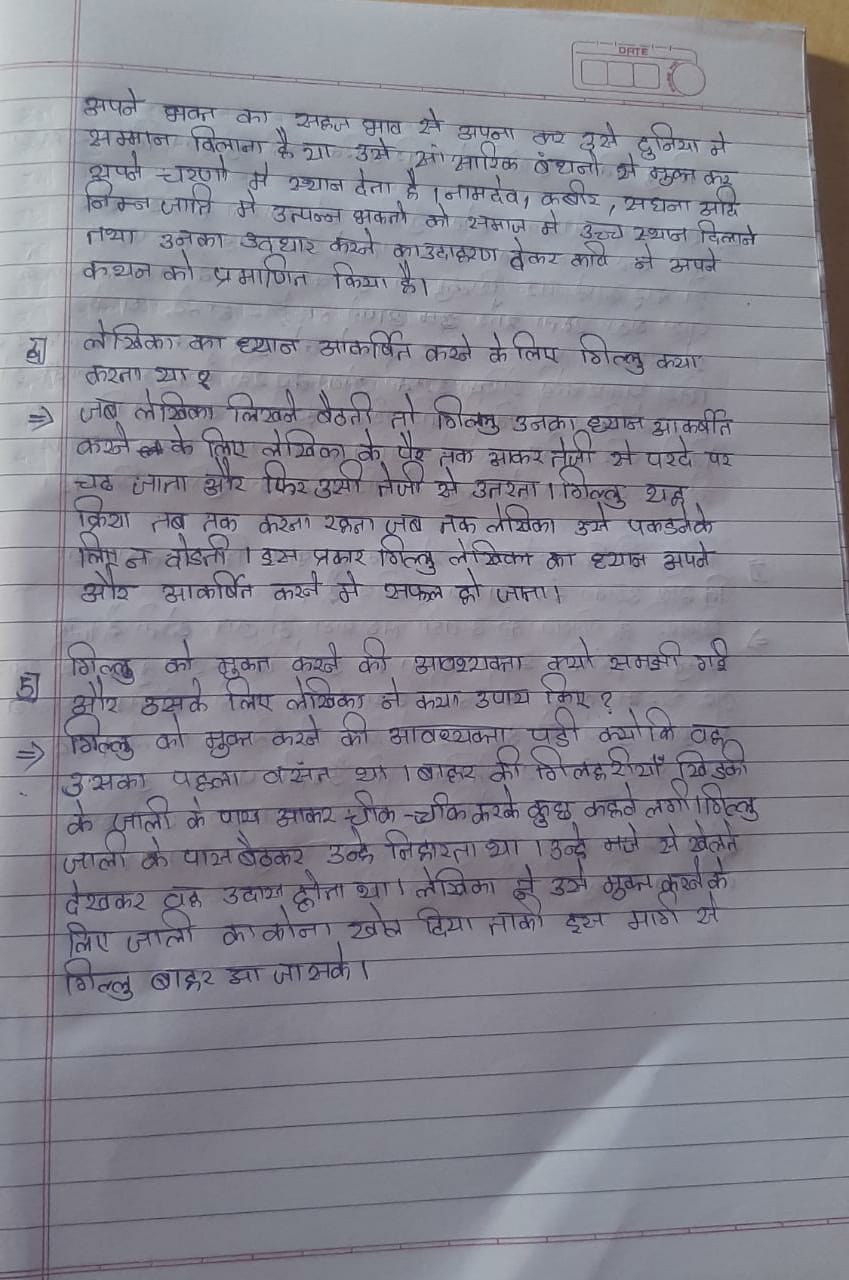 DATE
अपने भक्त का सहज भाव से अपना कर उसे दुनिया मे
सम्मान दिलाना है या उसे सांसारिक बंधनो से मुक्त कर
अपने चरणो मे स्थान देता है । नामदेव, कबीर, सधना आदि
निम्न जाति मे उत्पन्न भक्तो को समाज मे उच्च स्थान दिलाने
तथा उनका उद्धार करने का उदाहरण देकर कवि ने अपने
कथन को प्रमाणित किया है।
लेखिका का ध्यान आकर्षित करने के लिए गिल्लु क्या
करता था ?
⇒ जब लेखिका लिखने बैठती तो गिल्लु उनका ध्यान आकर्षीत
करने के लिए लेखिका के पैर तक आकर तेजी से परदे पर
चढ जाता और फिर उसी तेजी से उतरता । गिल्लु यह
क्रिया तब तक करता रहता जब तक लेखिका उसे पकडनेके
लिए न दोडती । इस प्रकार गिल्लु लेखिका का ध्यान अपने
और आकर्षित करने मे सफल हो जाता।
5] गिल्लु को मुक्त करने की आवश्यकता क्यो समझी गई
और उसके लिए लेखिका ने क्या उपाय किए ?
⇒ गिल्लु को मुक्त करने की आवश्यकता पडी क्योकि वह
उसका पहला वसंत था । बाहर की गिलहरीयाँ खिडकी
के जाली के पास आकर चीक-चीक करके कुछ कहने लगी। गिल्लु
जाली के पास बैठकर उन्हे निहारता था । उन्हे मजे से खेलते
देखकर वह उदास होता था। लेखिका ने उसे मुक्त करने के
लिए जाली का कोना खोल दिया ताकी इस मार्ग से
गिल्लु बाहर आ जा सके।